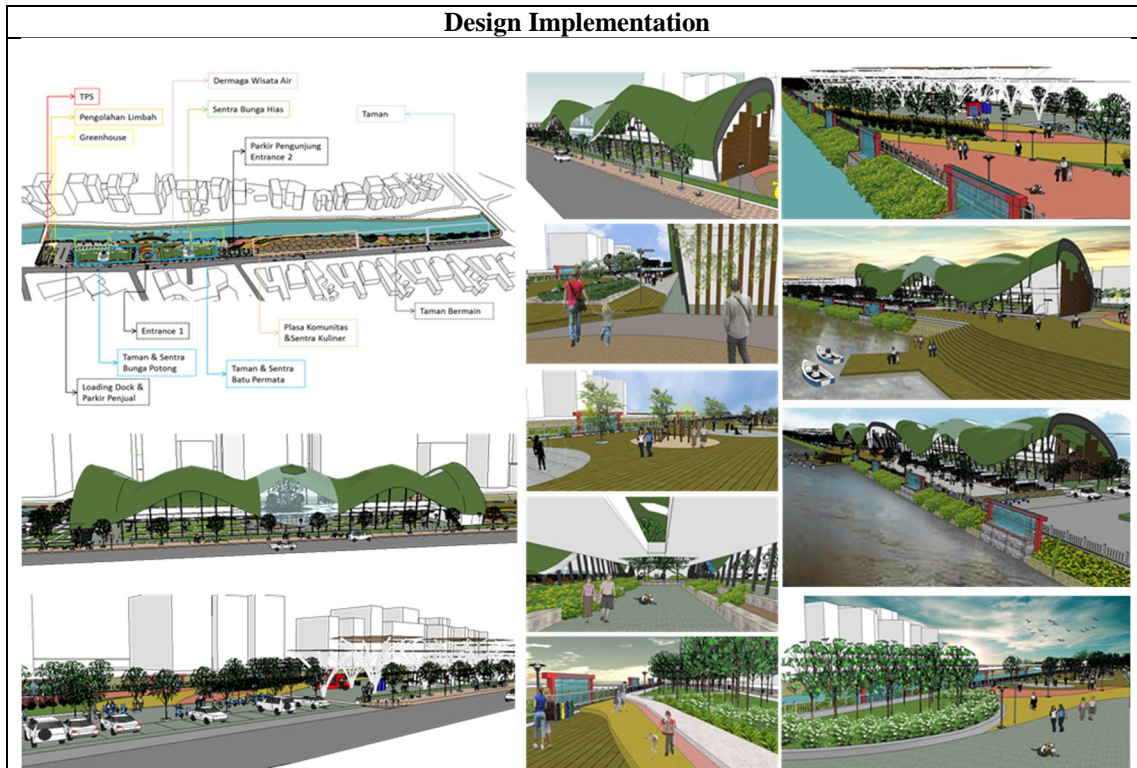 Design Implementation
Dermaga Wisata Air
TPS
Sentra Bunga Hias
Pengolahan Limbah
Taman
Greenhouse
Parkir Pengunjung
Entrance 2
Taman Bermain
Entrance 1
Plasa Komunitas
&Sentra Kuliner
Taman & Sentra
Bunga Potong
Taman & Sentra
Batu Permata
Loading Dock &
Parkir Penjual